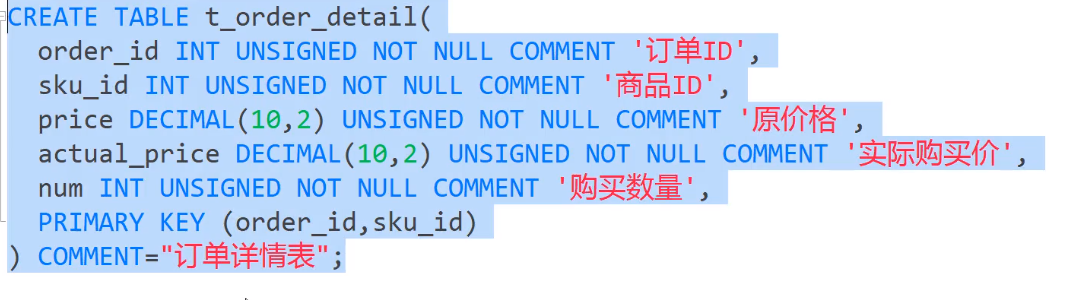 CREATE TABLE t_order_detail(
order_id INT UNSIGNED NOT NULL COMMENT '订单ID',
sku_id INT UNSIGNED NOT NULL COMMENT '商品ID',
price DECIMAL(10,2) UNSIGNED NOT NULL COMMENT '原价格',
actual_price DECIMAL(10,2) UNSIGNED NOT NULL COMMENT '实际购买价',
num INT UNSIGNED NOT NULL COMMENT '购买数量',
PRIMARY KEY (order_id,sku_id)
) COMMENT="订单详情表";